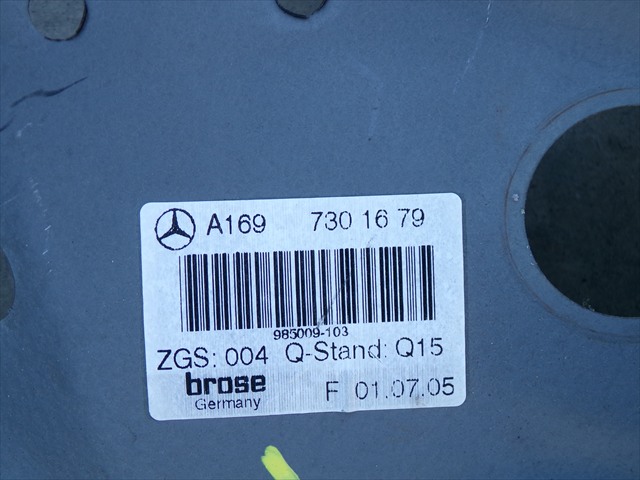 A169 730 16 79
985009-103
ZGS: 004 Q-Stand: Q15
brose
Germany
F 01.07.05